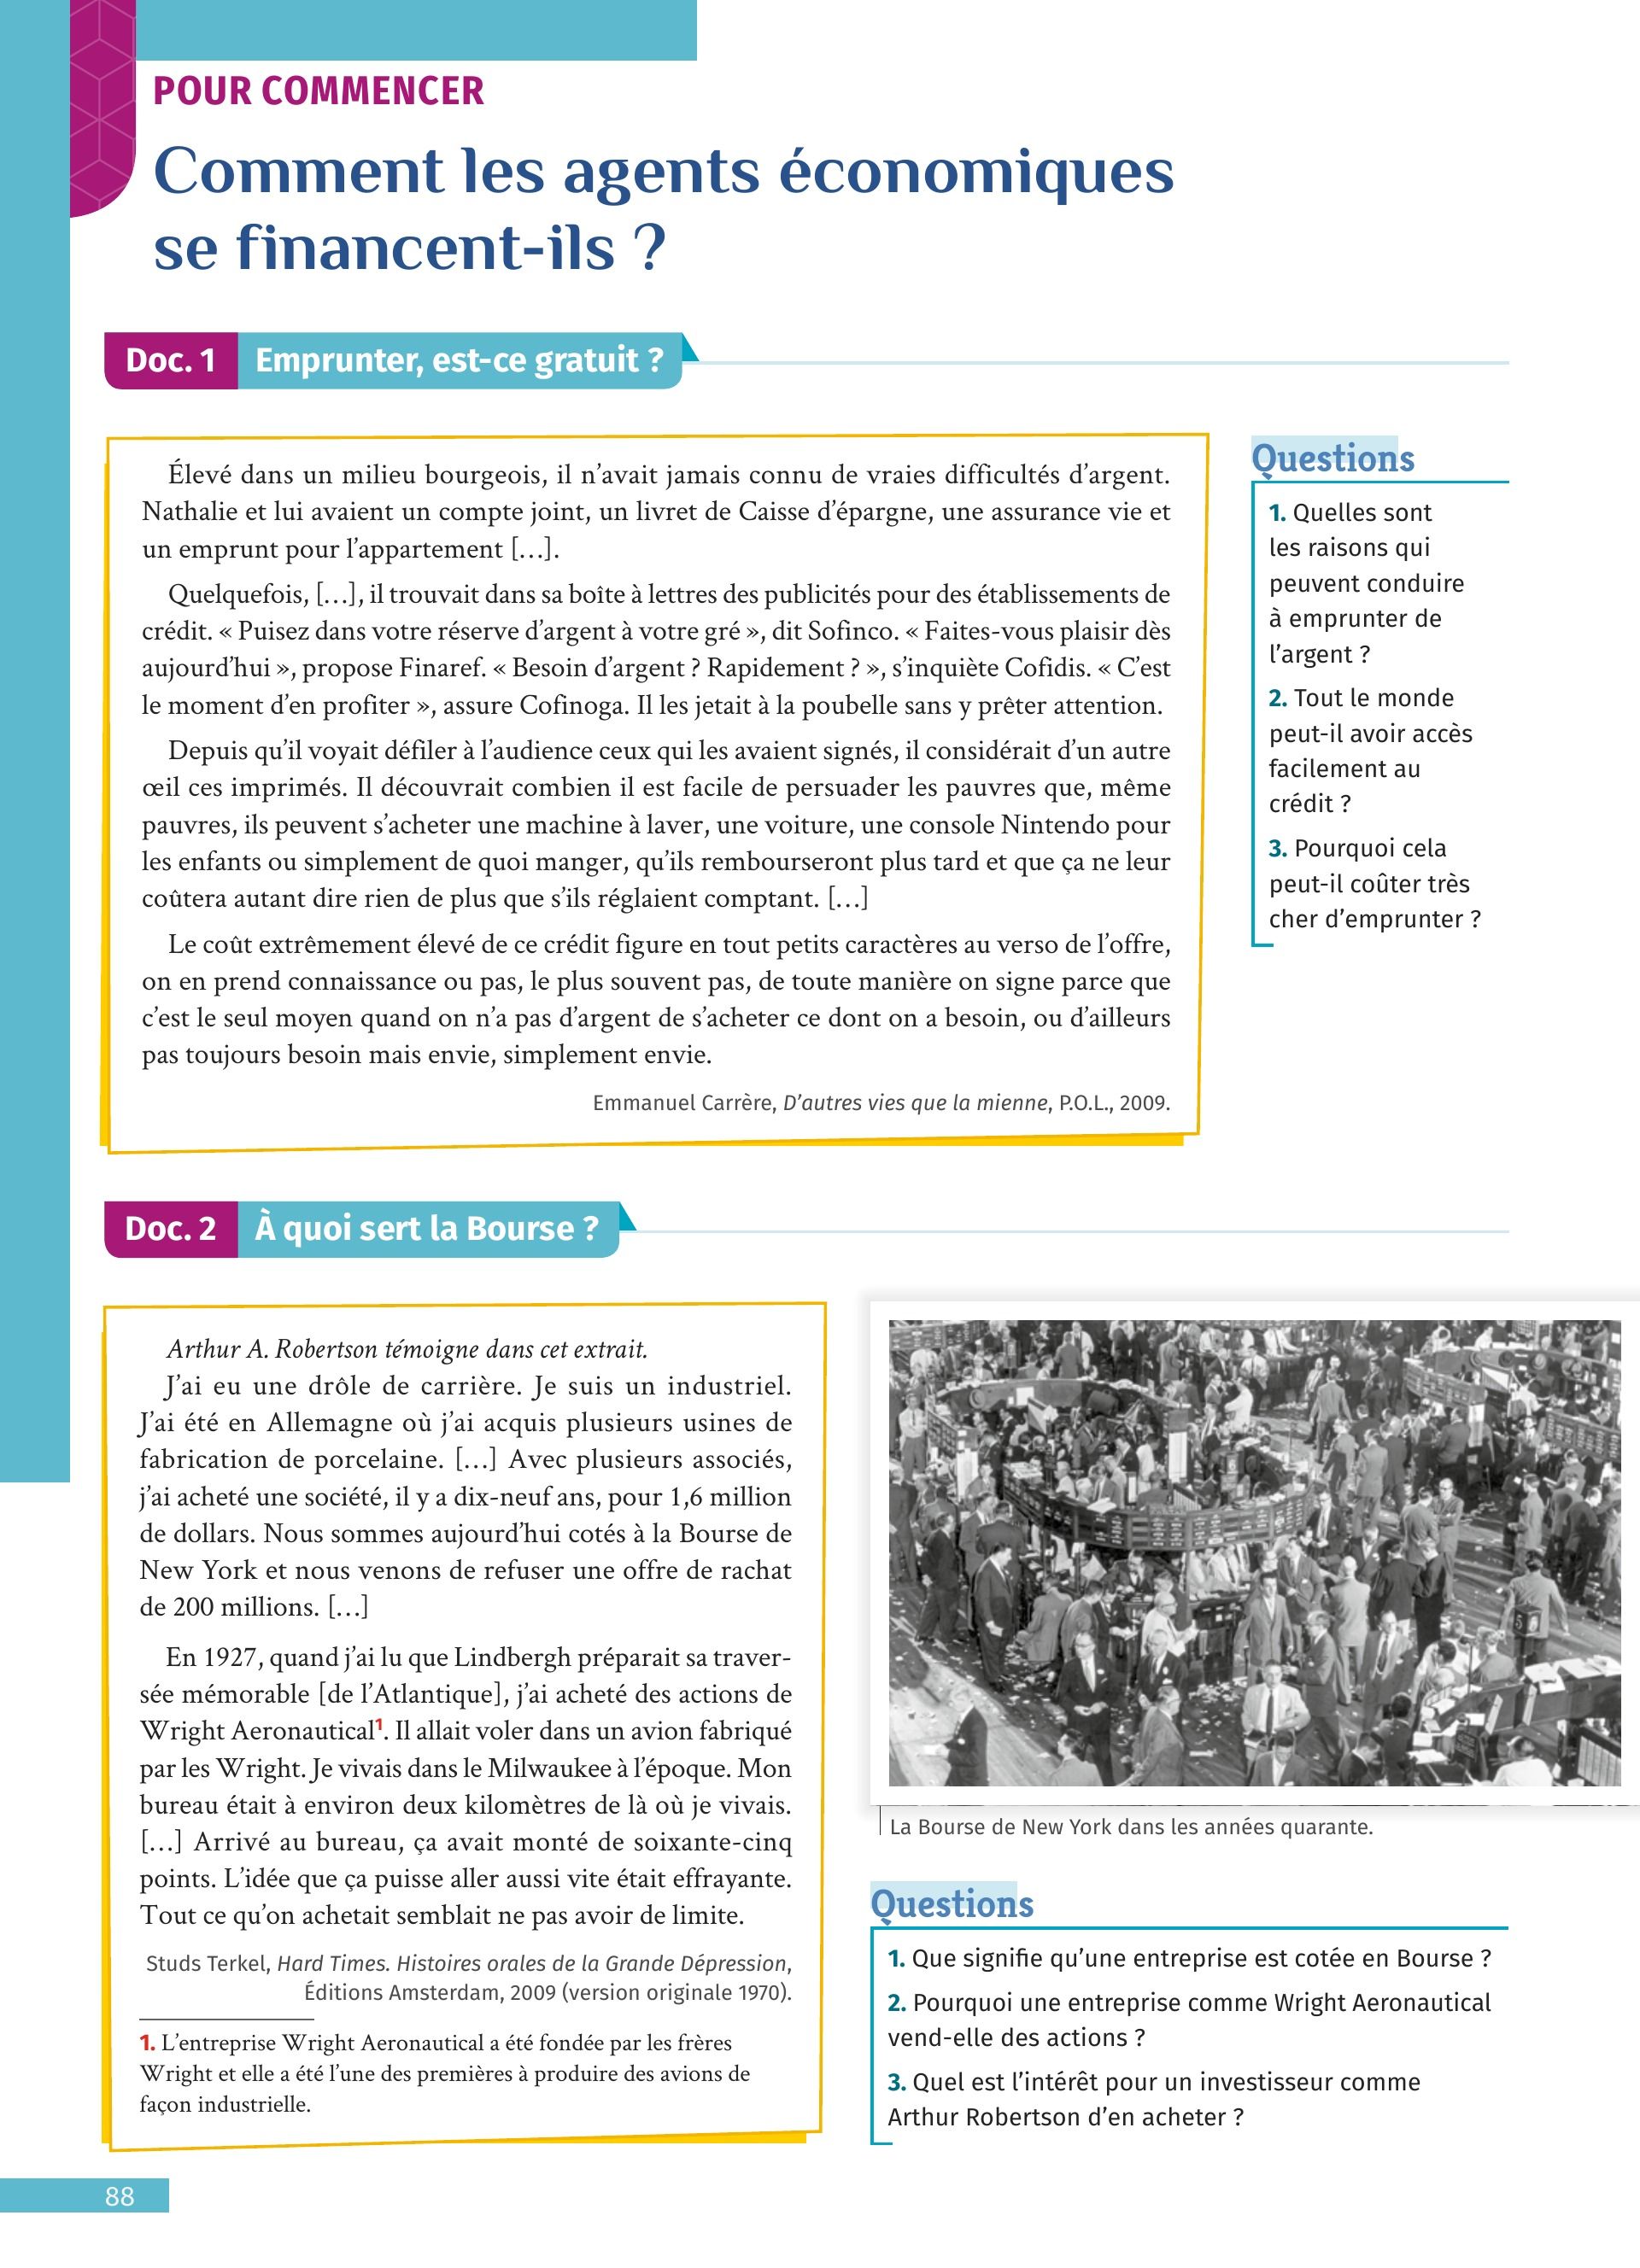 POUR COMMENCER
Comment les agents économiques
se financent-ils ?
Doc. 1 Emprunter, est-ce gratuit ?
Élevé dans un milieu bourgeois, il n’avait jamais connu de vraies difficultés d’argent.
Nathalie et lui avaient un compte joint, un livret de Caisse d’épargne, une assurance vie et
un emprunt pour l’appartement […].
Quelquefois, […], il trouvait dans sa boîte à lettres des publicités pour des établissements de
crédit. « Puisez dans votre réserve d’argent à votre gré », dit Sofinco. « Faites-vous plaisir dès
aujourd’hui », propose Finaref. « Besoin d’argent ? Rapidement ? », s’inquiète Cofidis. « C’est
le moment d’en profiter », assure Cofinoga. Il les jetait à la poubelle sans y prêter attention.
Depuis qu’il voyait défiler à l’audience ceux qui les avaient signés, il considérait d’un autre
œil ces imprimés. Il découvrait combien il est facile de persuader les pauvres que, même
pauvres, ils peuvent s’acheter une machine à laver, une voiture, une console Nintendo pour
les enfants ou simplement de quoi manger, qu’ils rembourseront plus tard et que ça ne leur
coûtera autant dire rien de plus que s’ils réglaient comptant. […]
Le coût extrêmement élevé de ce crédit figure en tout petits caractères au verso de l’offre,
on en prend connaissance ou pas, le plus souvent pas, de toute manière on signe parce que
c’est le seul moyen quand on n’a pas d’argent de s’acheter ce dont on a besoin, ou d’ailleurs
pas toujours besoin mais envie, simplement envie.
Emmanuel Carrère, D’autres vies que la mienne, P.O.L., 2009.
Questions
1. Quelles sont
les raisons qui
peuvent conduire
à emprunter de
l’argent ?
2. Tout le monde
peut-il avoir accès
facilement au
crédit ?
3. Pourquoi cela
peut-il coûter très
cher d’emprunter ?
Doc. 2 À quoi sert la Bourse ?
Arthur A. Robertson témoigne dans cet extrait.
J’ai eu une drôle de carrière. Je suis un industriel.
J’ai été en Allemagne où j’ai acquis plusieurs usines de
fabrication de porcelaine. […] Avec plusieurs associés,
j’ai acheté une société, il y a dix-neuf ans, pour 1,6 million
de dollars. Nous sommes aujourd’hui cotés à la Bourse de
New York et nous venons de refuser une offre de rachat
de 200 millions. […]
En 1927, quand j’ai lu que Lindbergh préparait sa traver-
sée mémorable [de l’Atlantique], j’ai acheté des actions de
Wright Aeronautical1. Il allait voler dans un avion fabriqué
par les Wright. Je vivais dans le Milwaukee à l’époque. Mon
bureau était à environ deux kilomètres de là où je vivais.
[…] Arrivé au bureau, ça avait monté de soixante-cinq
points. L’idée que ça puisse aller aussi vite était effrayante.
Tout ce qu’on achetait semblait ne pas avoir de limite.
Studs Terkel, Hard Times. Histoires orales de la Grande Dépression,
Éditions Amsterdam, 2009 (version originale 1970).
1. L’entreprise Wright Aeronautical a été fondée par les frères
Wright et elle a été l’une des premières à produire des avions de
façon industrielle.
La Bourse de New York dans les années quarante.
Questions
1. Que signifie qu’une entreprise est cotée en Bourse ?
2. Pourquoi une entreprise comme Wright Aeronautical
vend-elle des actions ?
3. Quel est l’intérêt pour un investisseur comme
Arthur Robertson d’en acheter ?
88